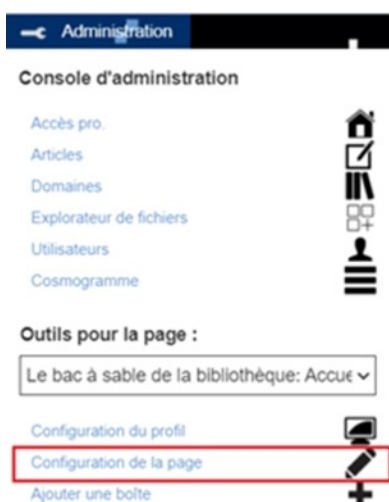 Administration
Console d'administration
Accès pro.
Articles
Domaines
Explorateur de fichiers
Utilisateurs
Cosmogramme
Outils pour la page :
Le bac à sable de la bibliothèque: Accue
Configuration du profil
Configuration de la page
Ajouter une boîte